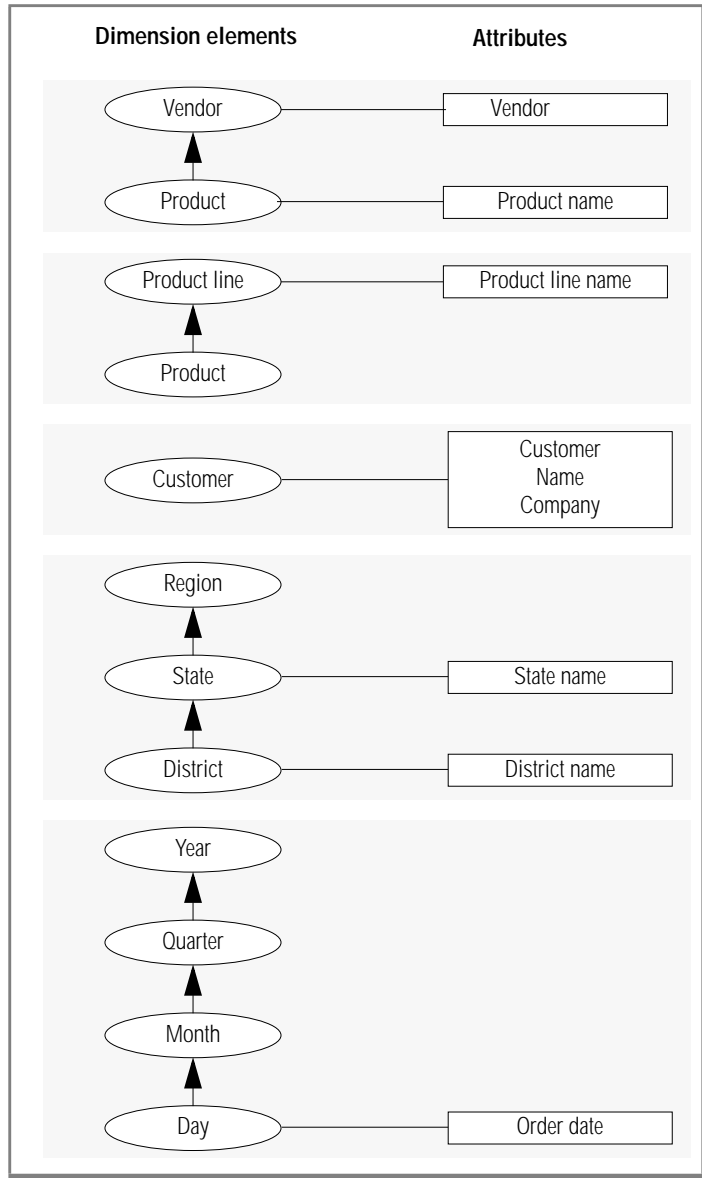 Dimension elements Attributes
Vendor Vendor
Product Product name
Product line Product line name
Product
Customer Customer
Name
Company
Region
State State name
District District name
Year
Quarter
Month
Day Order date